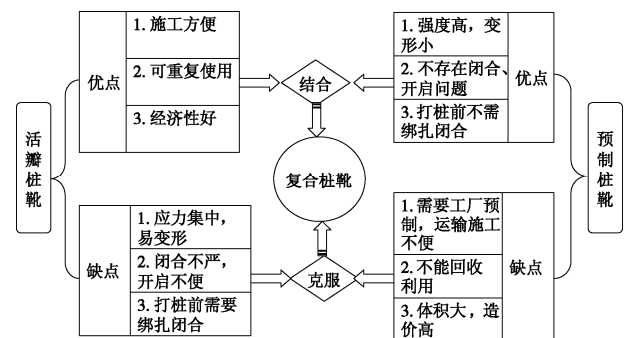 活瓣桩靴
优点
1. 施工方便
2. 可重复使用
3. 经济性好
缺点
1. 应力集中，
易变形
2. 闭合不严，
开启不便
3. 打桩前需要
绑扎闭合
结合
复合桩靴
克服
1. 强度高，变
形小
2. 不存在闭合、
开启问题
3. 打桩前不需
绑扎闭合
优点
1. 需要工厂预
制，运输施工
不便
2. 不能回收
利用
3. 体积大，造
价高
缺点
预制桩靴